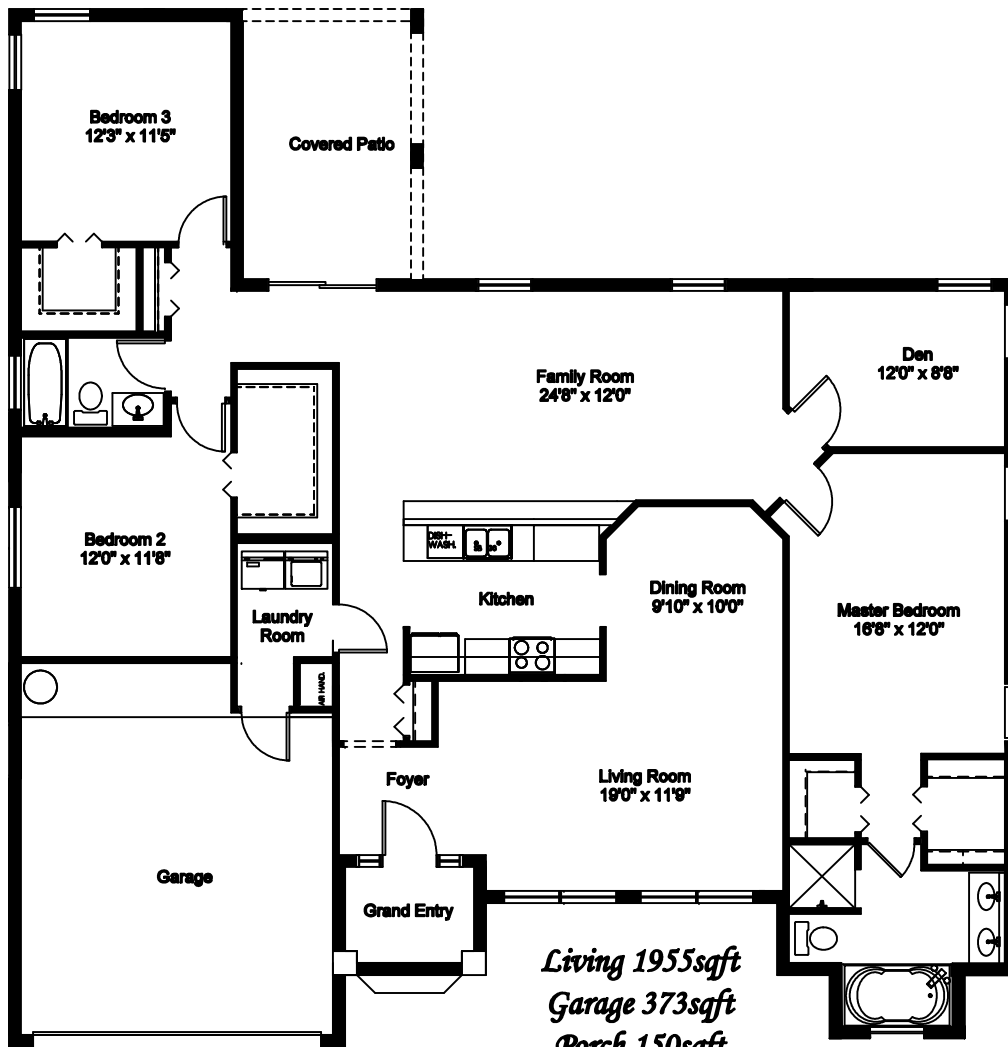 Bedroom 3
12'3" x 11'5"
Covered Patio
Den
12'0" x 8'8"
Family Room
24'8" x 12'0"
DISH-
WASH.
Bedroom 2
12'0" x 11'8"
Kitchen
Dining Room
9'10" x 10'0"
Laundry
Room
Master Bedroom
16'8" x 12'0"
AIR HAND.
Foyer
Living Room
19'0" x 11'9"
Garage
Grand Entry
Living 1955sqft
Garage 373sqft
Porch 150sqft